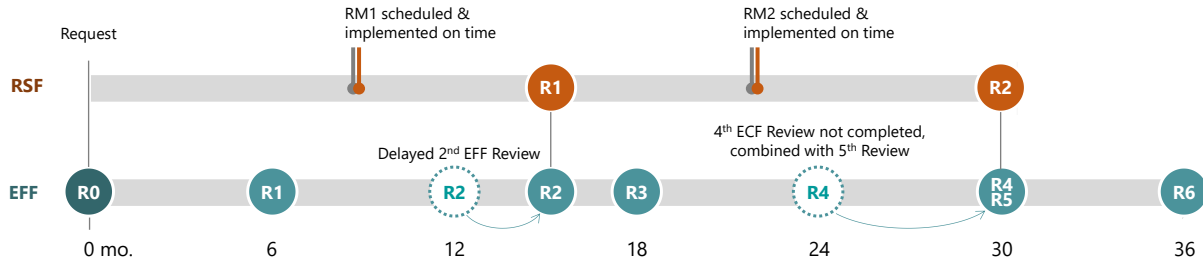 RM1 scheduled &
implemented on time
RM2 scheduled &
implemented on time
Request
RSF
R1
R2
4th ECF Review not completed,
combined with 5th Review
Delayed 2nd EFF Review
EFF
R0
R1
R2
R2
R3
R4
R4
R5
R6
0 mo.
6
12
18
24
30
36